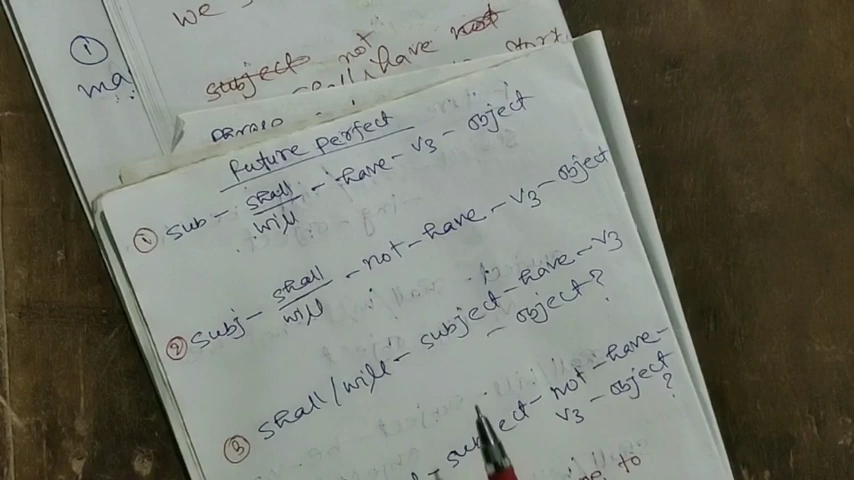 we
①
ma
subject not
have not
Future perfect
① Sub - shall/will - have - V3 - object
② Subj - shall/will - not - have - V3 - object
③ shall/will - subject - have - V3
- object?
subject - not - have -
V3 - object
?
to